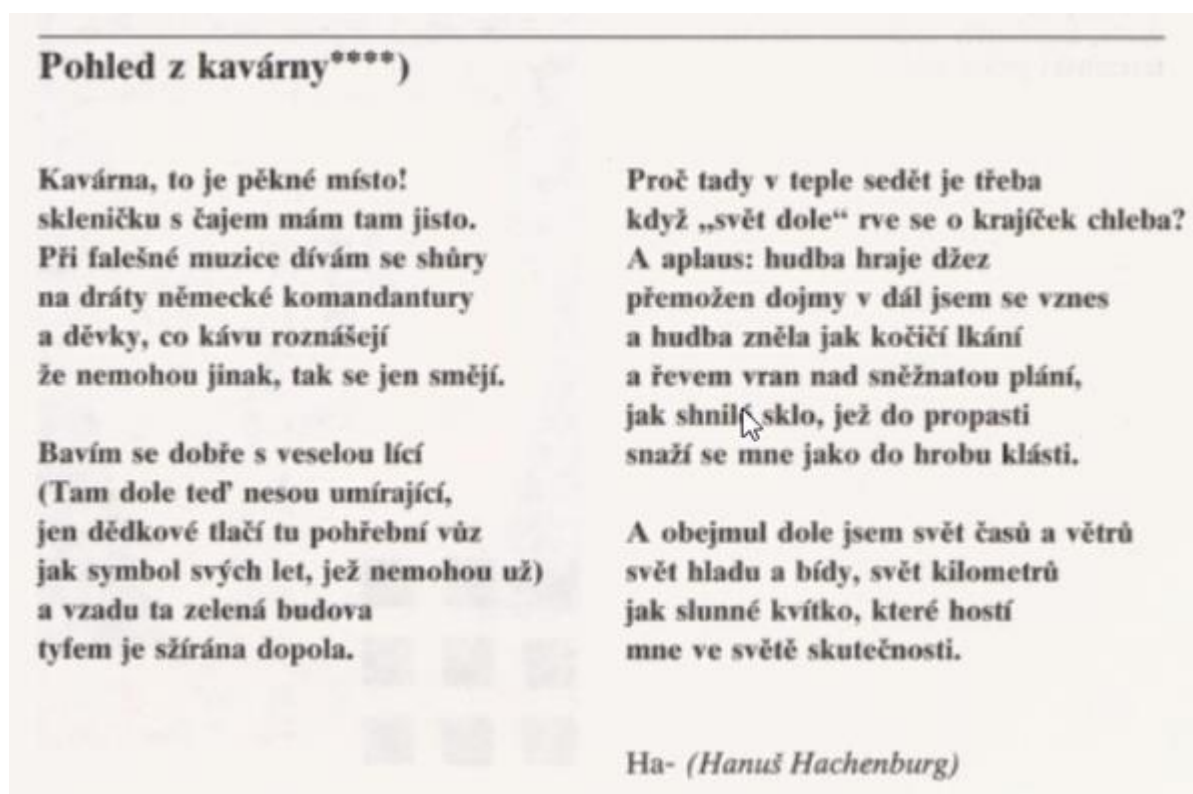 Pohled z kavárny****)
Kavárna, to je pěkné místo!
skleničku s čajem mám tam jisto.
Při falešné muzice dívám se shůry
na dráty německé komandantury
a děvky, co kávu roznášejí
že nemohou jinak, tak se jen smějí.
Bavím se dobře s veselou lící
(Tam dole teď nesou umírající,
jen dědkové tlačí tu pohřební vůz
jak symbol svých let, jež nemohou už)
a vzadu ta zelená budova
tyfem je sžírána dopola.
Proč tady v teple sedět je třeba
když „svět dole“ rve se o krajíček chleba?
A aplaus: hudba hraje džez
přemožen dojmy v dál jsem se vznes
a hudba zněla jak kočičí lkání
a řevem vran nad sněžnatou plání,
jak sklo, jež do propasti
snaží se mne jako do hrobu klásti.
A obejmul dole jsem svět časů a větrů
svět hladu a bídy, svět kilometrů
jak slunné kvítko, které hostí
mne ve světě skutečnosti.
Ha- (Hanuš Hachenburg)